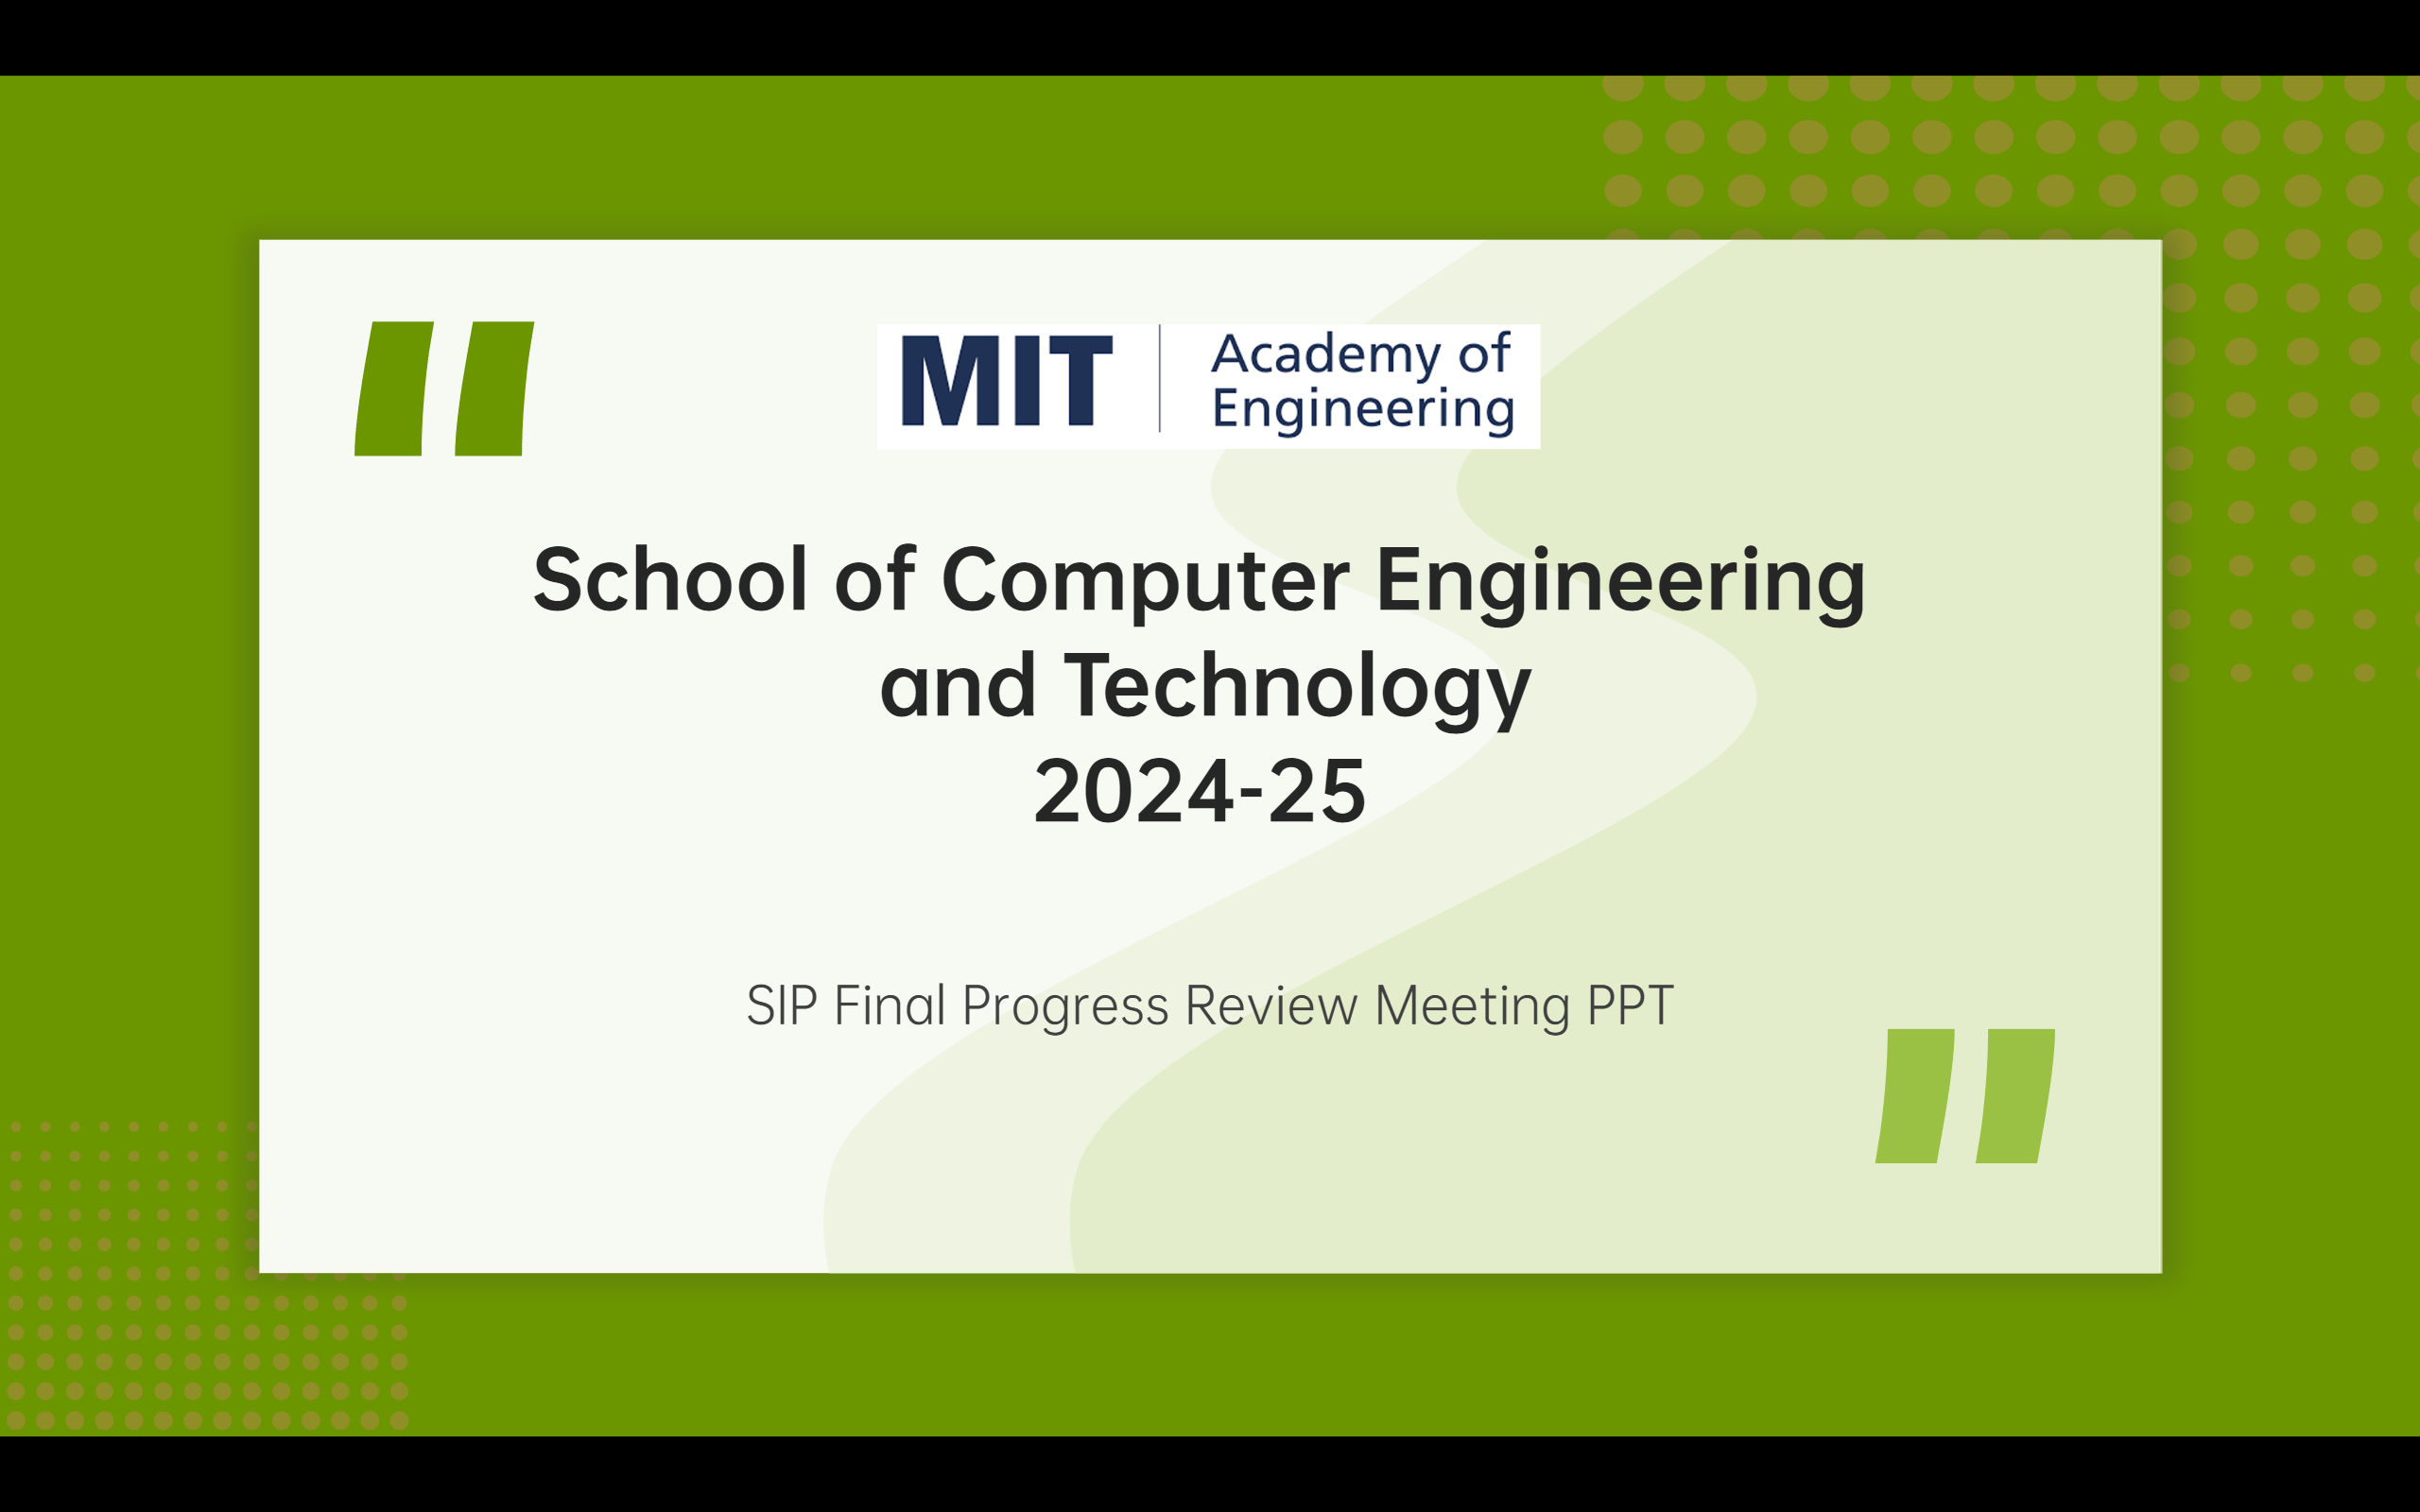 MIT
Academy of
Engineering
School of Computer Engineering
and Technology
2024-25
SIP Final Progress Review Meeting PPT